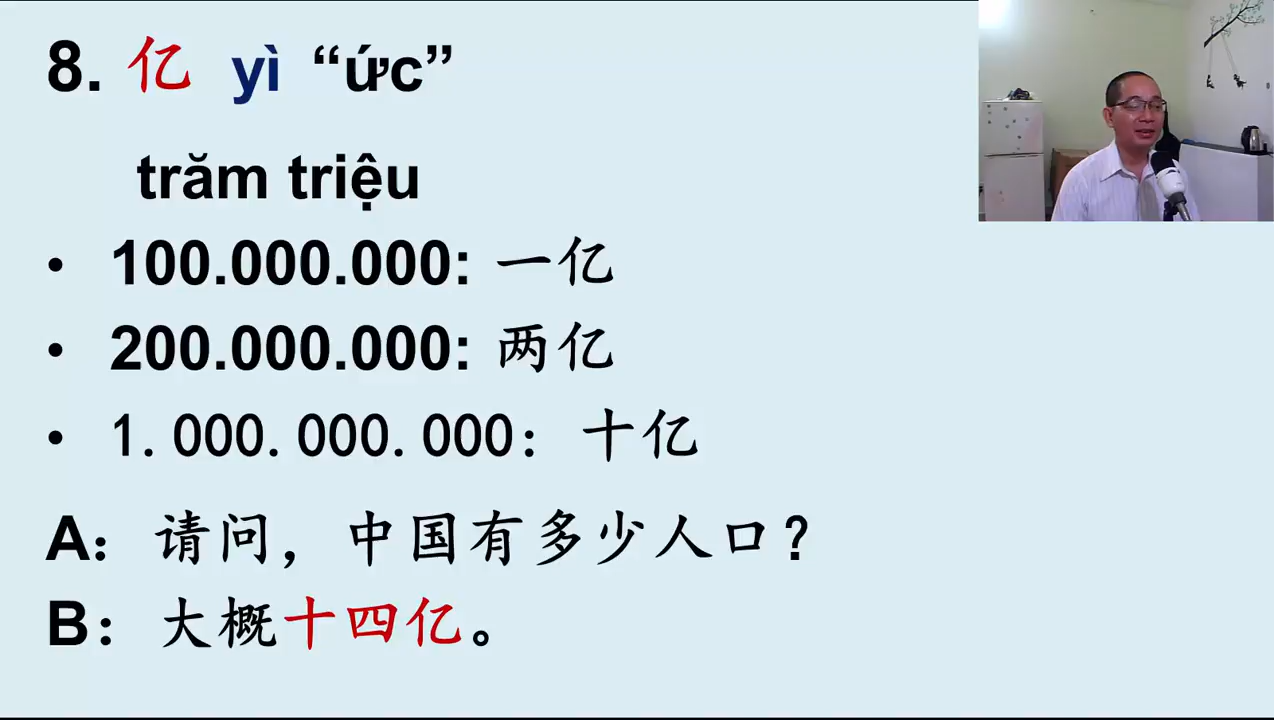 8. 亿 yì “ức”
trăm triệu
• 100.000.000: 一亿
• 200.000.000: 两亿
• 1.000.000.000: 十亿
A: 请问，中国有多少人口？
B: 大概十四亿。